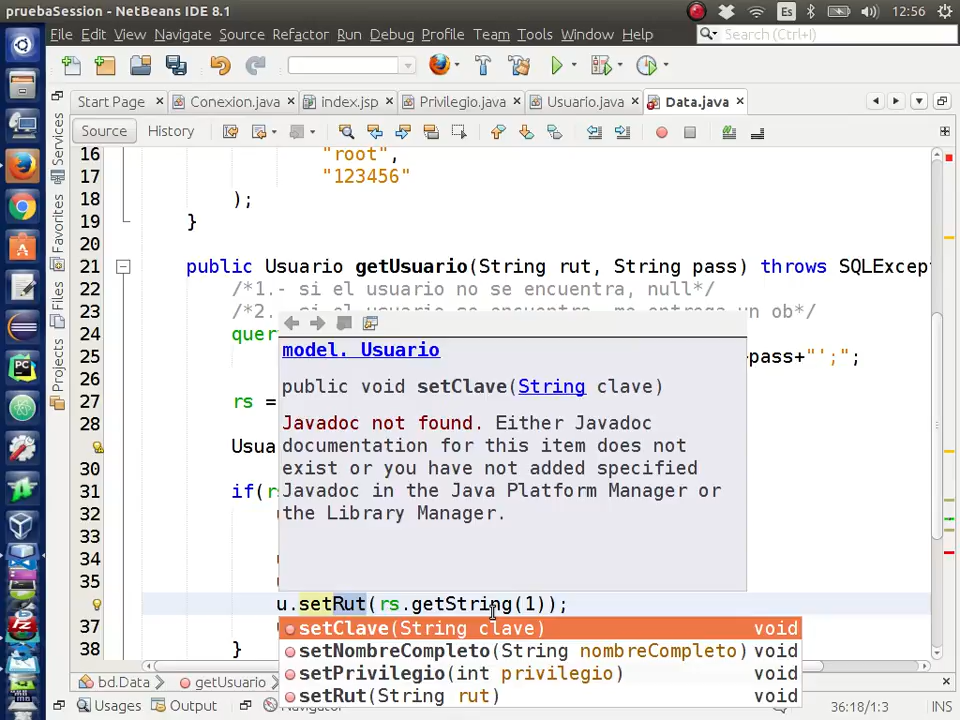 pruebaSession - NetBeans IDE 8.1
Es
12:56
File Edit View Navigate Source Refactor Run Debug Profile Team Tools Window Help
Search (Ctrl+I)
Start Page
Conexion.java
index.jsp
Privilegio.java
Usuario.java
Data.java
Source
History
Services
Favorites
Files
Projects
16 "root",
17 "123456"
18 );
19 }
20
21 public Usuario getUsuario(String rut, String pass) throws SQLExcept
22 /*1.- si el usuario no se encuentra, null*/
23 /*2.- si el usuario se encuentra, me entrega un ob*/
24 quer
25 +pass+"';";
26
27 rs =
28
Usua
30
31 if(rs
32
33
34
35
u.setRut(rs.getString(1));
37
38 }
model. Usuario
public void setClave(String clave)
Javadoc not found. Either Javadoc
documentation for this item does not
exist or you have not added specified
Javadoc in the Java Platform Manager or
the Library Manager.
setClave(String clave) void
setNombreCompleto(String nombreCompleto) void
setPrivilegio(int privilegio) void
setRut(String rut) void
bd.Data
getUsuario
Usages
Output
Navigator
36:18/1:3
INS